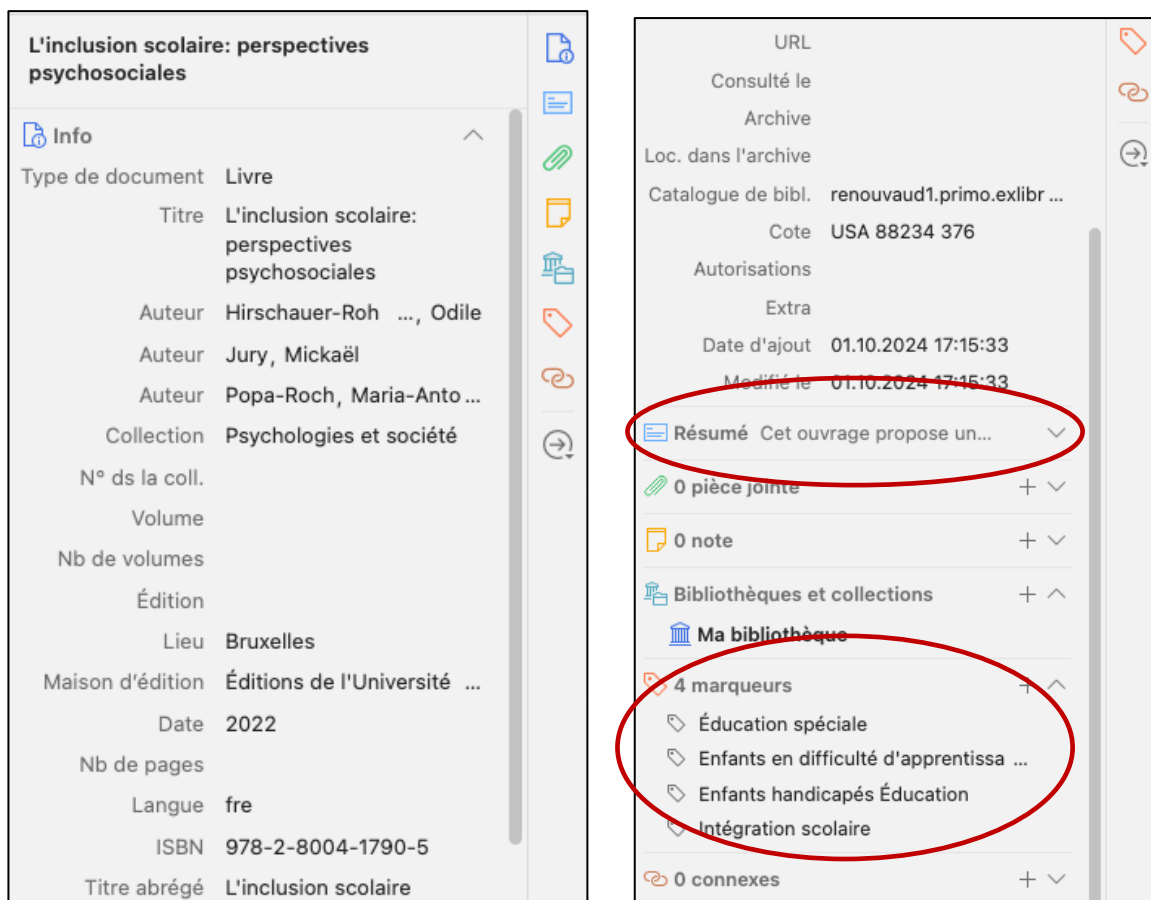 L'inclusion scolaire: perspectives
psychosociales
Info
Type de document Livre
Titre L'inclusion scolaire:
perspectives
psychosociales
Auteur Hirschauer-Roh ..., Odile
Auteur Jury, Mickaël
Auteur Popa-Roch, Maria-Anto ...
Collection Psychologies et société
N° ds la coll.
Volume
Nb de volumes
Édition
Lieu Bruxelles
Maison d'édition Éditions de l'Université ...
Date 2022
Nb de pages
Langue fre
ISBN 978-2-8004-1790-5
Titre abrégé L'inclusion scolaire
URL
Consulté le
Archive
Loc. dans l'archive
Catalogue de bibl. renouvaud1.primo.exlibr ...
Cote USA 88234 376
Autorisations
Extra
Date d'ajout 01.10.2024 17:15:33
Modifié le 01.10.2024 17:15:33
Résumé Cet ouvrage propose un...
0 pièce jointe
0 note
Bibliothèques et collections
Ma bibliothèque
4 marqueurs
Éducation spéciale
Enfants en difficulté d'apprentissa ...
Enfants handicapés Éducation
Intégration scolaire
0 connexes